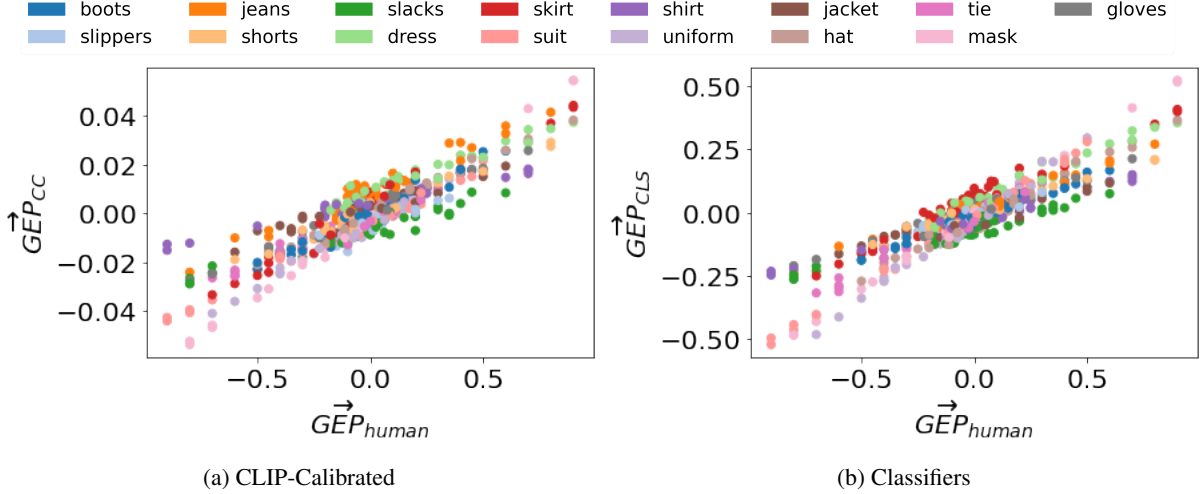 boots jeans slacks skirt shirt jacket tie gloves
slippers shorts dress suit uniform hat mask
0.04
0.02
0.00
−0.02
−0.04
GEP_CC
−0.5 0.0 0.5
GEP_human
(a) CLIP-Calibrated
0.50
0.25
0.00
−0.25
−0.50
GEP_CLS
−0.5 0.0 0.5
GEP_human
(b) Classifiers